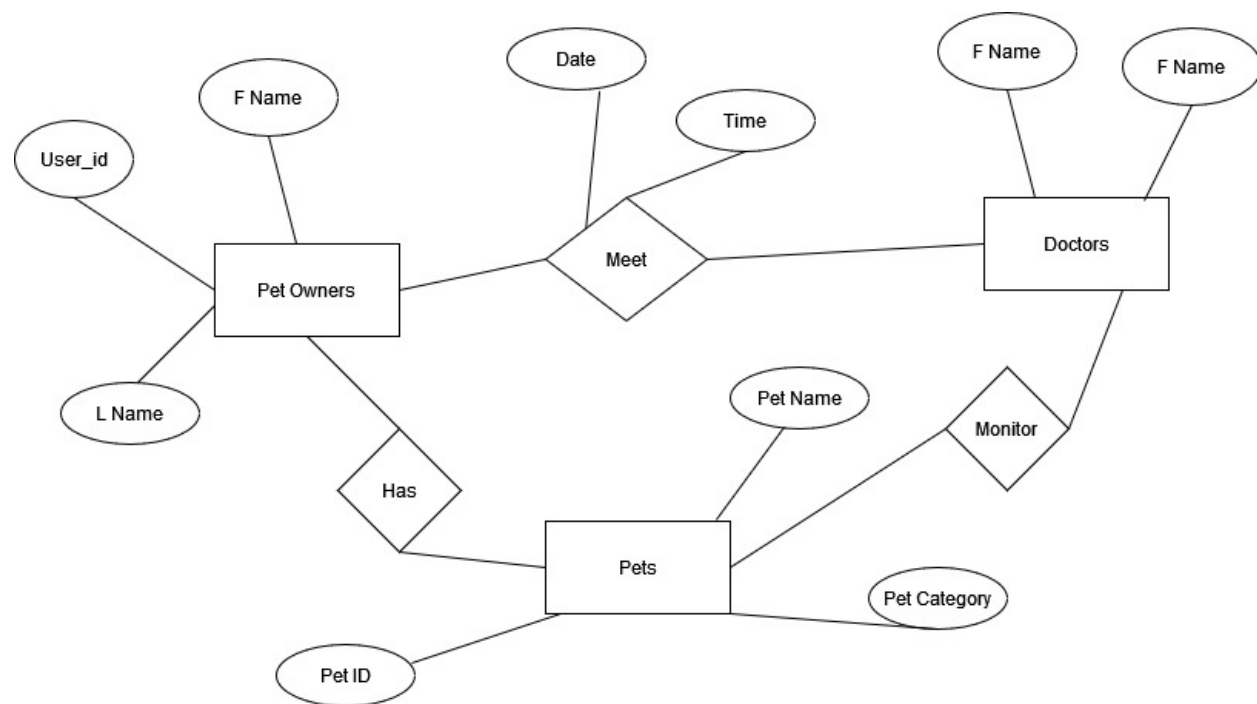 Date
F Name
F Name
F Name
Time
User_id
Doctors
Meet
Pet Owners
Pet Name
L Name
Monitor
Has
Pets
Pet Category
Pet ID